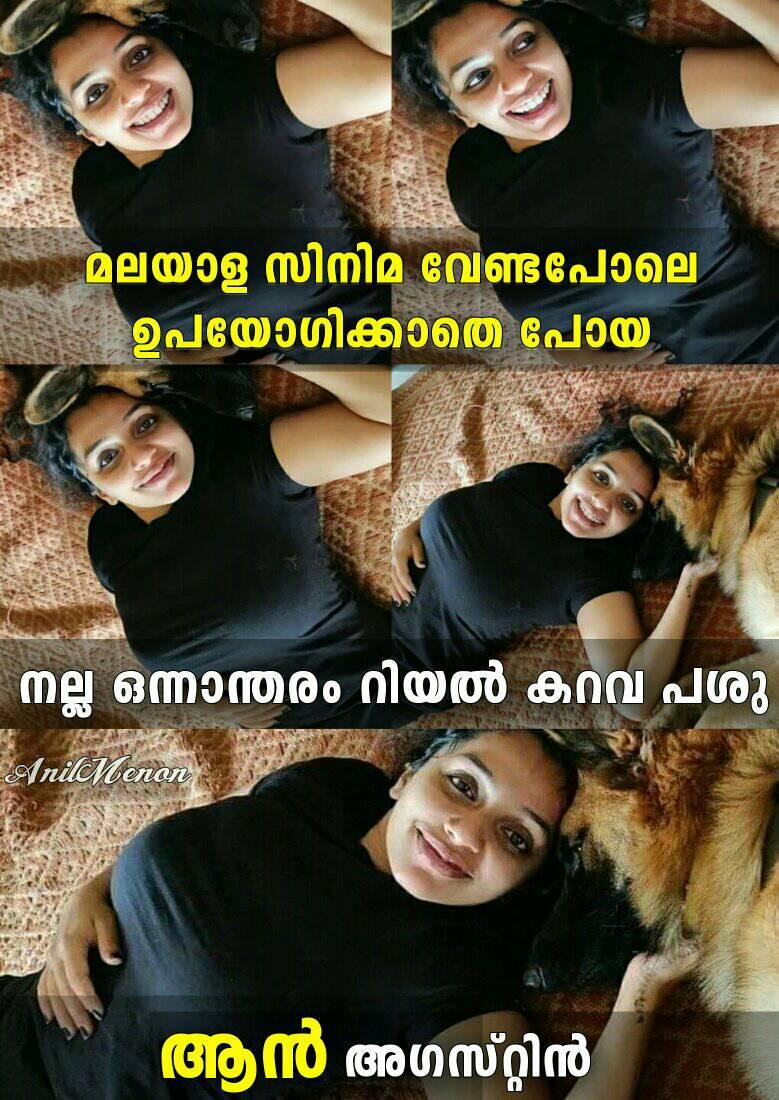 മലയാള സിനിമ വേണ്ടപോലെ
ഉപയോഗിക്കാതെ പോയ
നല്ല ഒന്നാന്തരം റിയൽ കറവ പശു
AnilMenon
ആൻ അഗസ്റ്റിൻ